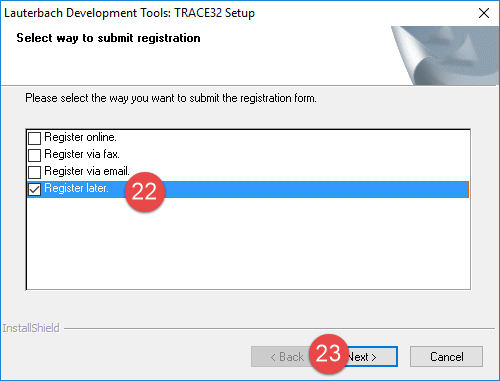 Lauterbach Development Tools: TRACE32 Setup
Select way to submit registration
Please select the way you want to submit the registration form.
Register online.
Register via fax.
Register via email.
Register later. 22
InstallShield
< Back 23 Next > Cancel